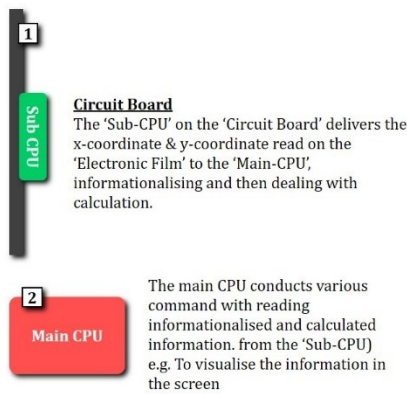 1
Sub CPU
Circuit Board
The ‘Sub-CPU’ on the ‘Circuit Board’ delivers the
x-coordinate & y-coordinate read on the
‘Electronic Film’ to the ‘Main-CPU’,
informationalising and then dealing with
calculation.
2
Main CPU
The main CPU conducts various
command with reading
informationalised and calculated
information. from the ‘Sub-CPU)
e.g. To visualise the information in
the screen